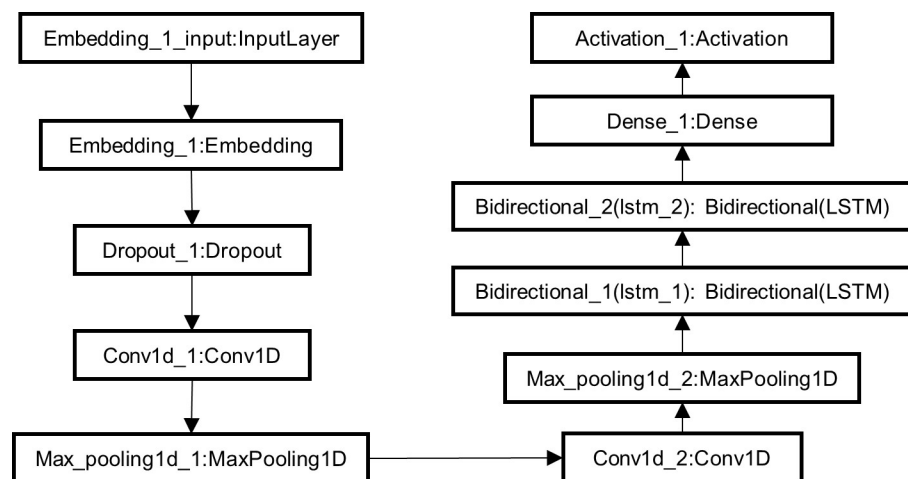 Embedding_1_input:InputLayer
Embedding_1:Embedding
Dropout_1:Dropout
Conv1d_1:Conv1D
Max_pooling1d_1:MaxPooling1D
Conv1d_2:Conv1D
Max_pooling1d_2:MaxPooling1D
Bidirectional_1(lstm_1): Bidirectional(LSTM)
Bidirectional_2(lstm_2): Bidirectional(LSTM)
Dense_1:Dense
Activation_1:Activation